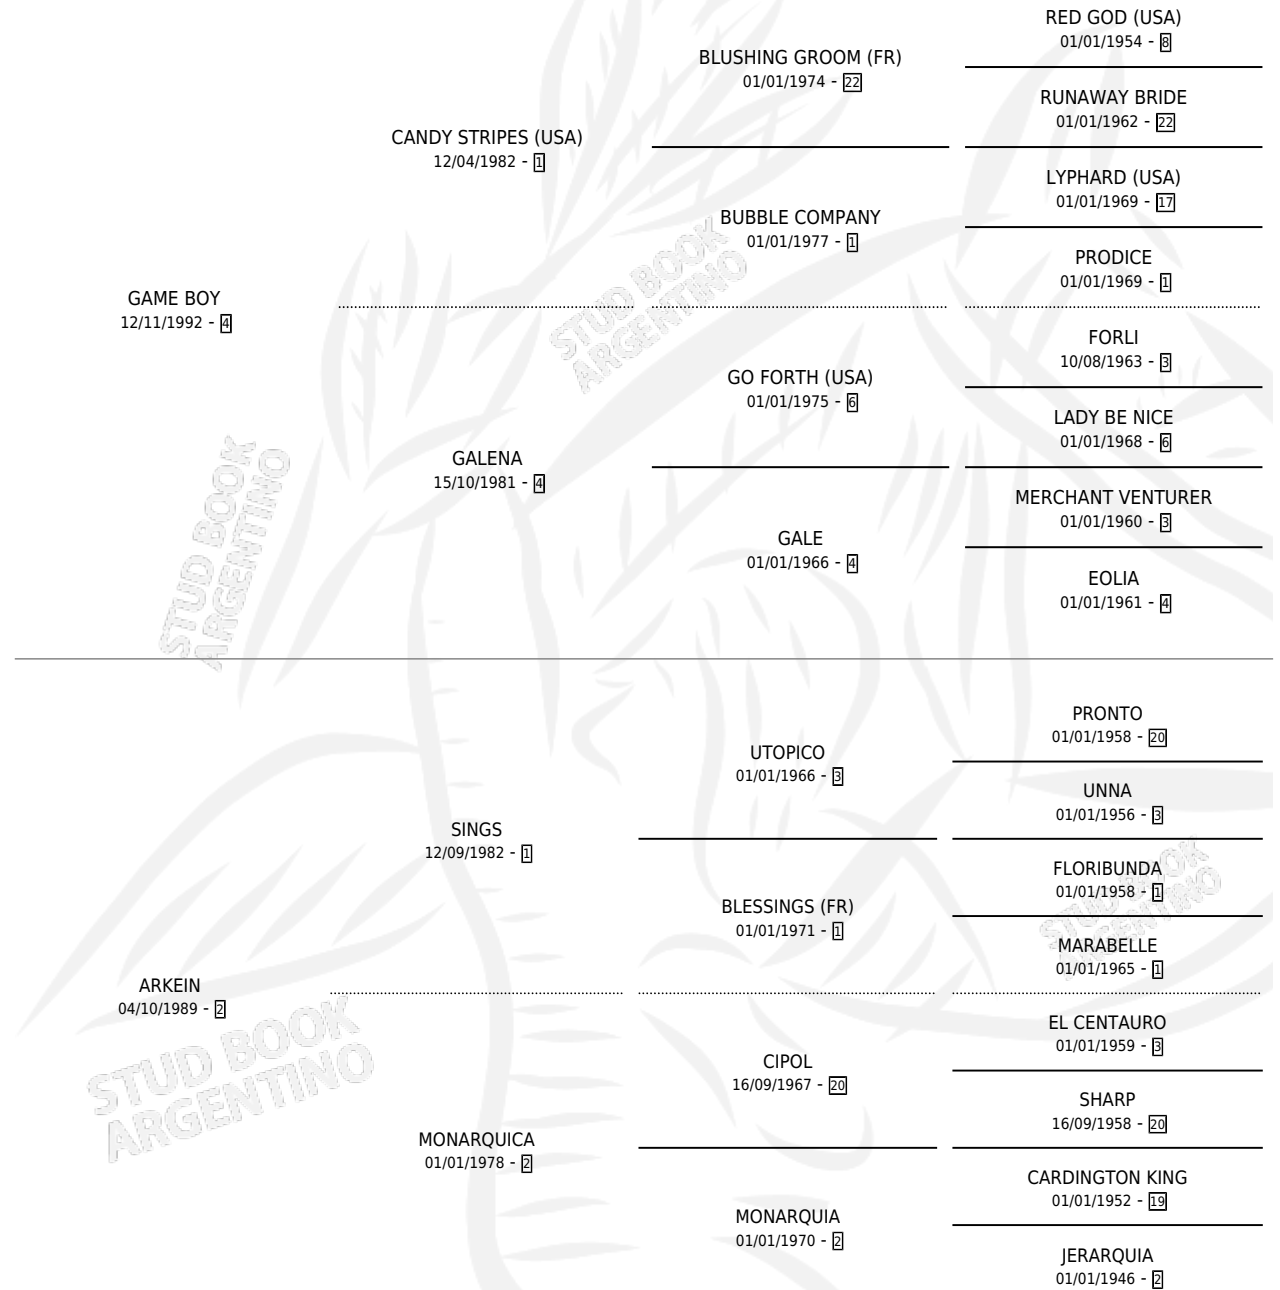 RED GOD (USA)
01/01/1954 - 8
BLUSHING GROOM (FR)
01/01/1974 - 22
RUNAWAY BRIDE
01/01/1962 - 22
CANDY STRIPES (USA)
12/04/1982 - 1
LYPHARD (USA)
01/01/1969 - 17
BUBBLE COMPANY
01/01/1977 - 1
PRODICE
01/01/1969 - 1
GAME BOY
12/11/1992 - 4
STUD BOOK
ARGENTINO
FORLI
10/08/1963 - 3
GO FORTH (USA)
01/01/1975 - 6
LADY BE NICE
01/01/1968 - 6
GALENA
15/10/1981 - 4
MERCHANT VENTURER
01/01/1960 - 3
GALE
01/01/1966 - 4
EOLIA
01/01/1961 - 4
STUD BOOK
ARGENTINO
PRONTO
01/01/1958 - 20
UTOPICO
01/01/1966 - 3
UNNA
01/01/1956 - 3
SINGS
12/09/1982 - 1
FLORIBUNDA
01/01/1958 - 1
BLESSINGS (FR)
01/01/1971 - 1
STUD BOOK
ARGENTINO
MARABELLE
01/01/1965 - 1
ARKEIN
04/10/1989 - 2
STUD BOOK
ARGENTINO
EL CENTAURO
01/01/1959 - 3
CIPOL
16/09/1967 - 20
SHARP
16/09/1958 - 20
MONARQUICA
01/01/1978 - 2
CARDINGTON KING
01/01/1952 - 19
MONARQUIA
01/01/1970 - 2
JERARQUIA
01/01/1946 - 2